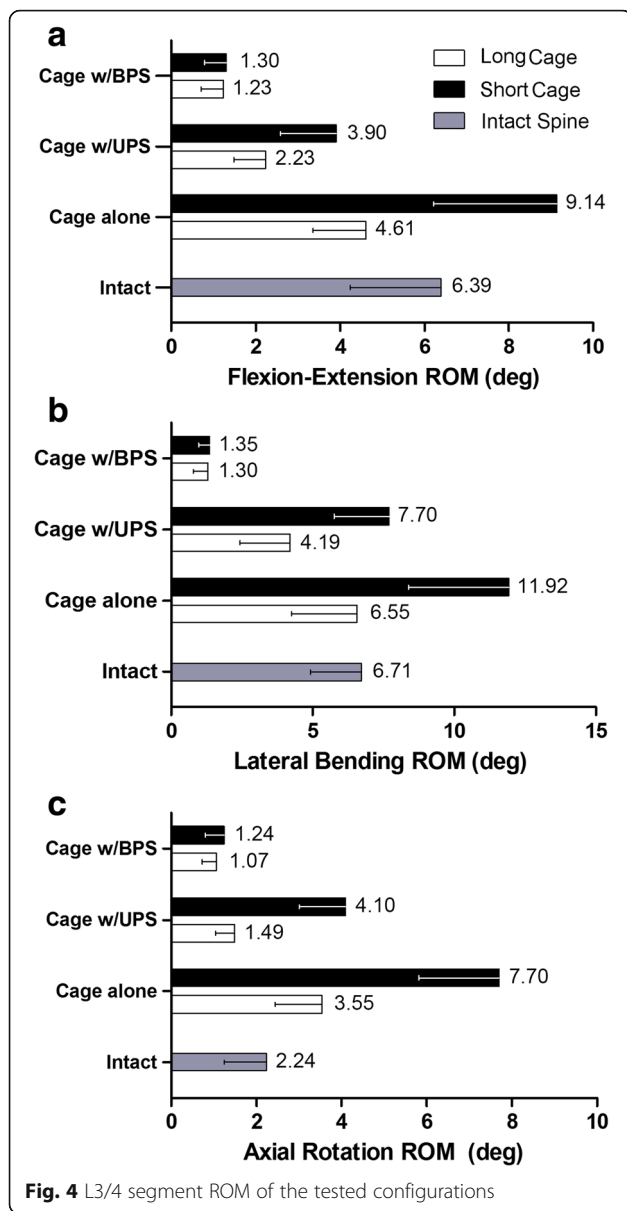 a
Long Cage
Short Cage
Intact Spine
Cage w/BPS
1.30
1.23
Cage w/UPS
3.90
2.23
Cage alone
9.14
4.61
Intact
6.39
0 2 4 6 8 10
Flexion-Extension ROM (deg)
b
Cage w/BPS
1.35
1.30
Cage w/UPS
7.70
4.19
Cage alone
11.92
6.55
Intact
6.71
0 5 10 15
Lateral Bending ROM (deg)
c
Cage w/BPS
1.24
1.07
Cage w/UPS
4.10
1.49
Cage alone
7.70
3.55
Intact
2.24
0 2 4 6 8 10
Axial Rotation ROM (deg)
Fig. 4 L3/4 segment ROM of the tested configurations